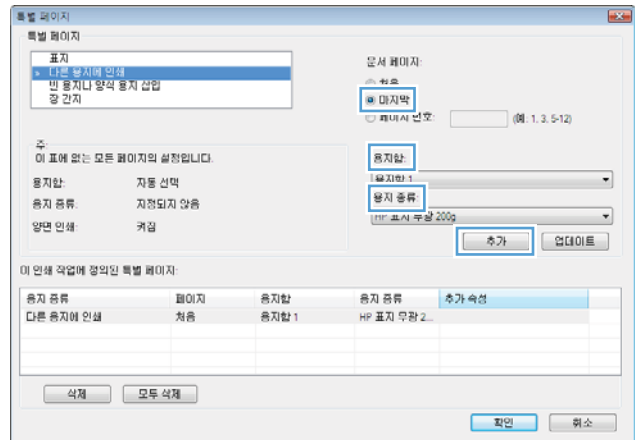 특별 페이지
특별 페이지
표지
» 다른 용지에 인쇄
빈 용지나 양식 용지 삽입
장 간지
문서 페이지:
처음
마지막
페이지 번호: (예: 1, 3, 5-12)
주:
이 표에 없는 모든 페이지의 설정입니다.
용지함: 자동 선택
용지 종류: 지정되지 않음
양면 인쇄: 켜짐
용지함:
용지함 1
용지 종류:
HP 표지 무광 200g
추가 업데이트
이 인쇄 작업에 정의된 특별 페이지:
용지 종류 페이지 용지함 용지 종류 추가 속성
다른 용지에 인쇄 처음 용지함 1 HP 표지 무광 2...
삭제 모두 삭제
확인 취소